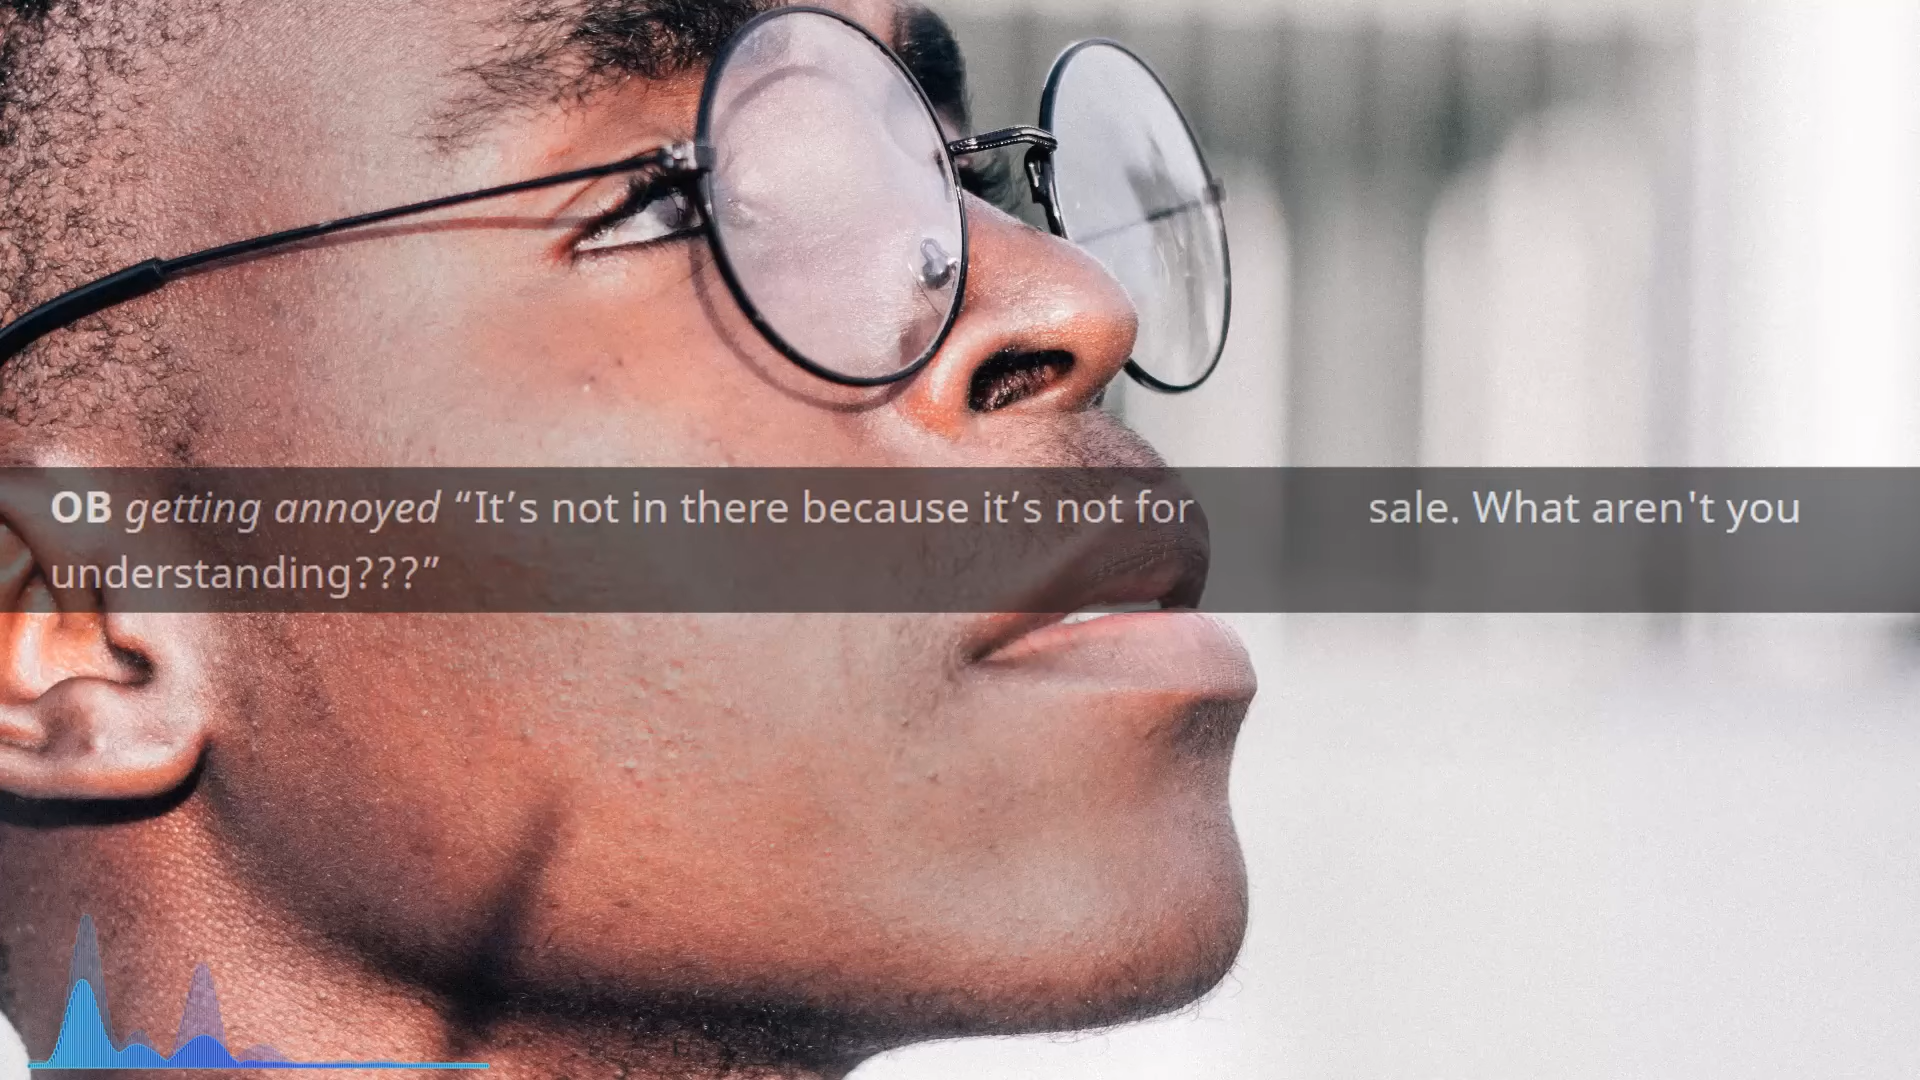 OB getting annoyed “It’s not in there because it’s not for sale. What aren't you
understanding???”